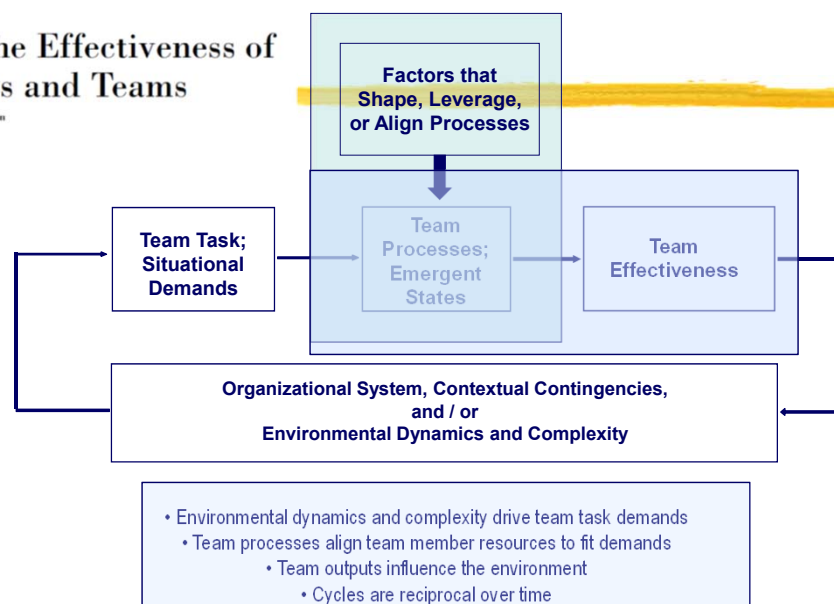 he Effectiveness of
s and Teams
"
Factors that
Shape, Leverage,
or Align Processes
Team Task;
Situational
Demands
Team
Processes;
Emergent
States
Team
Effectiveness
Organizational System, Contextual Contingencies,
and / or
Environmental Dynamics and Complexity
• Environmental dynamics and complexity drive team task demands
• Team processes align team member resources to fit demands
• Team outputs influence the environment
• Cycles are reciprocal over time